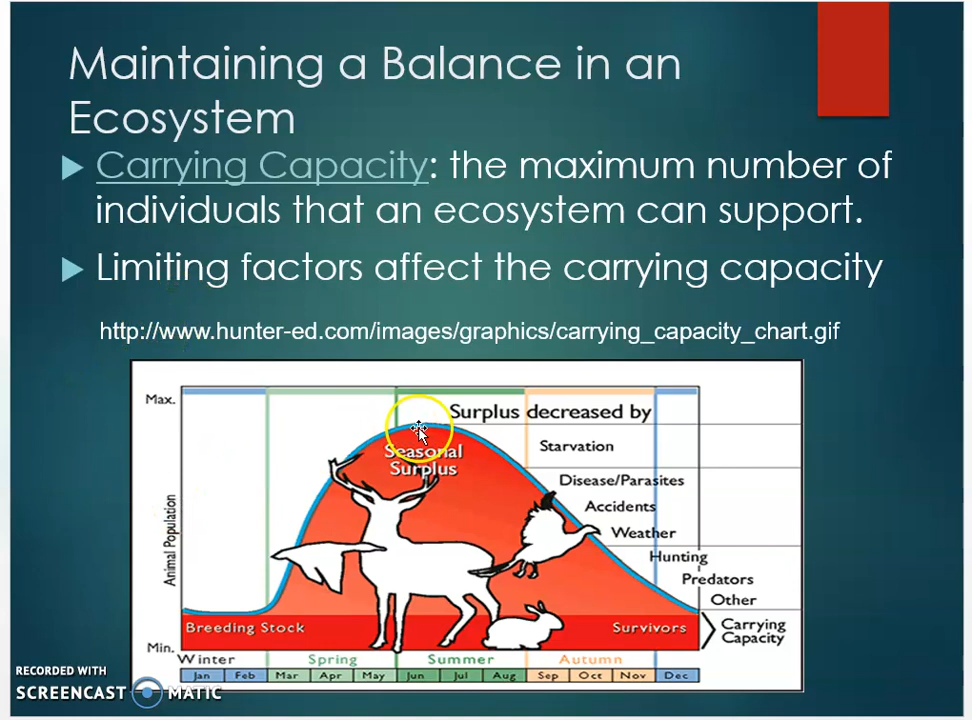 Maintaining a Balance in an
Ecosystem
Carrying Capacity: the maximum number of
individuals that an ecosystem can support.
Limiting factors affect the carrying capacity
http://www.hunter-ed.com/images/graphics/carrying_capacity_chart.gif
Max.
Surplus decreased by
Seasonal
Surplus
Starvation
Disease/Parasites
Accidents
Weather
Hunting
Predators
Other
Animal Population
Breeding Stock
Survivors
Carrying
Capacity
Min.
Winter Spring Summer Autumn
Jan Feb Mar Apr May Jun Jul Aug Sep Oct Nov Dec
RECORDED WITH
SCREENCAST MATIC